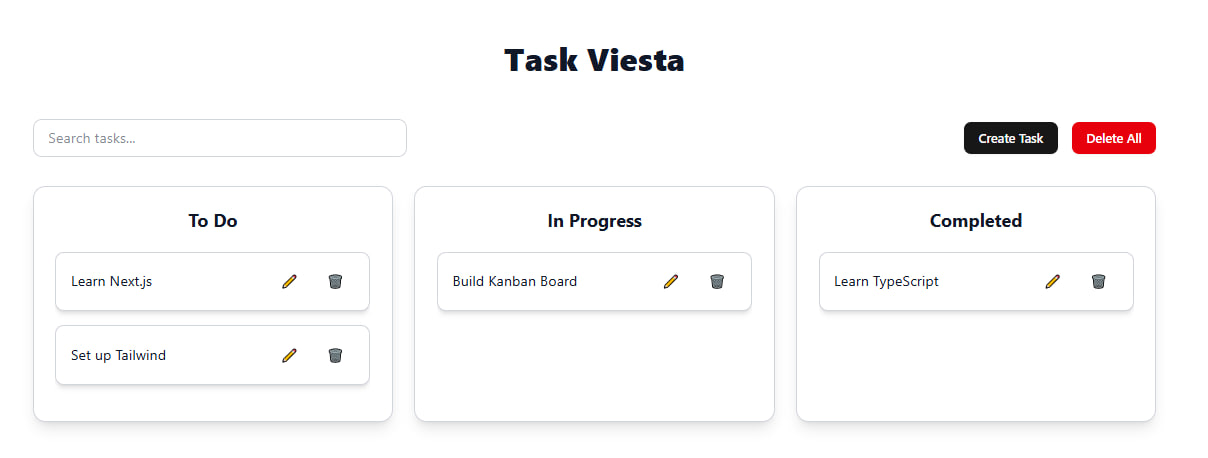 Task Viesta
Search tasks...
Create Task
Delete All
To Do
Learn Next.js
Set up Tailwind
In Progress
Build Kanban Board
Completed
Learn TypeScript